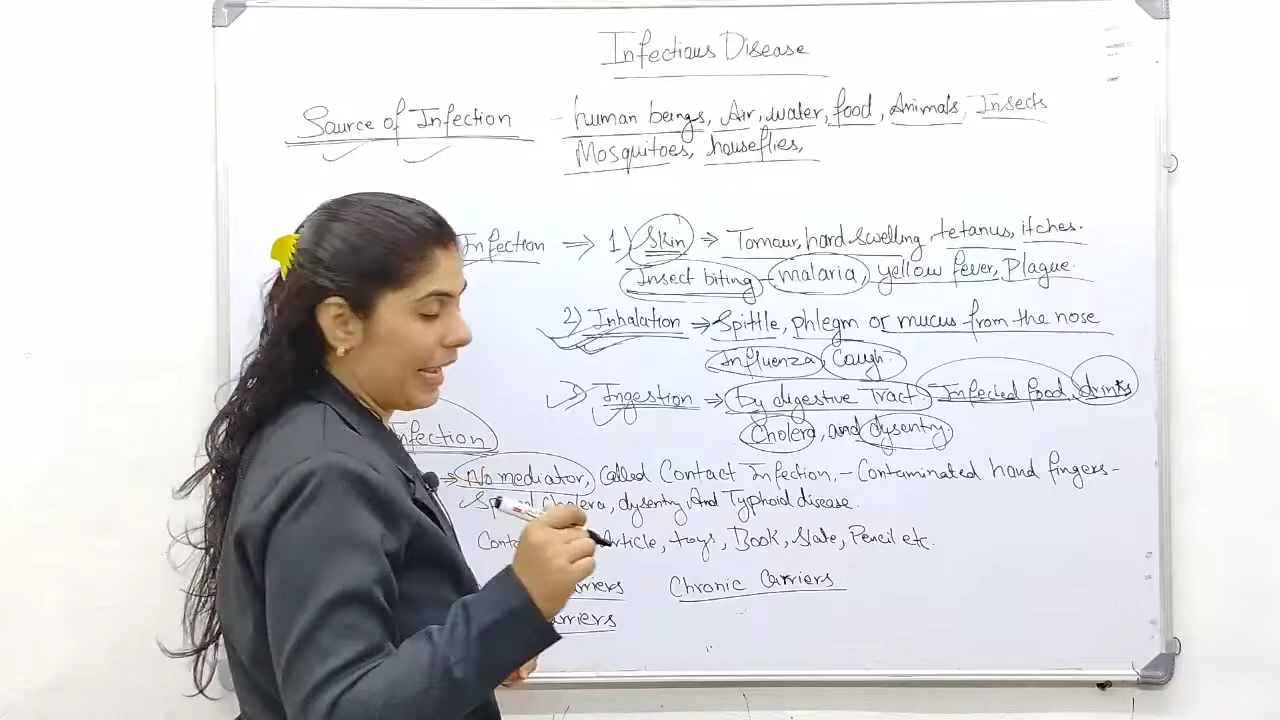 Infectious Disease
Source of Infection - human beings, Air, water, food, Animals, Insects
Mosquitoes, houseflies,
Infection ⇒ 1) Skin → Tomour, hard swelling, tetanus, itches.
Insect biting - malaria, yellow fever, Plague.
2) Inhalation → Spittle, phlegm or mucus from the nose
Influenza, Cough.
3) Ingestion → by digestive Tract, Infected food, drinks
Cholera, and dysentry
Infection
→ No mediator, Called Contact Infection, - Contaminated hand fingers -
Cholera, dysentry, And Typhoid disease.
Article, toys, Book, Slate, Pencil etc.
Chronic Carriers